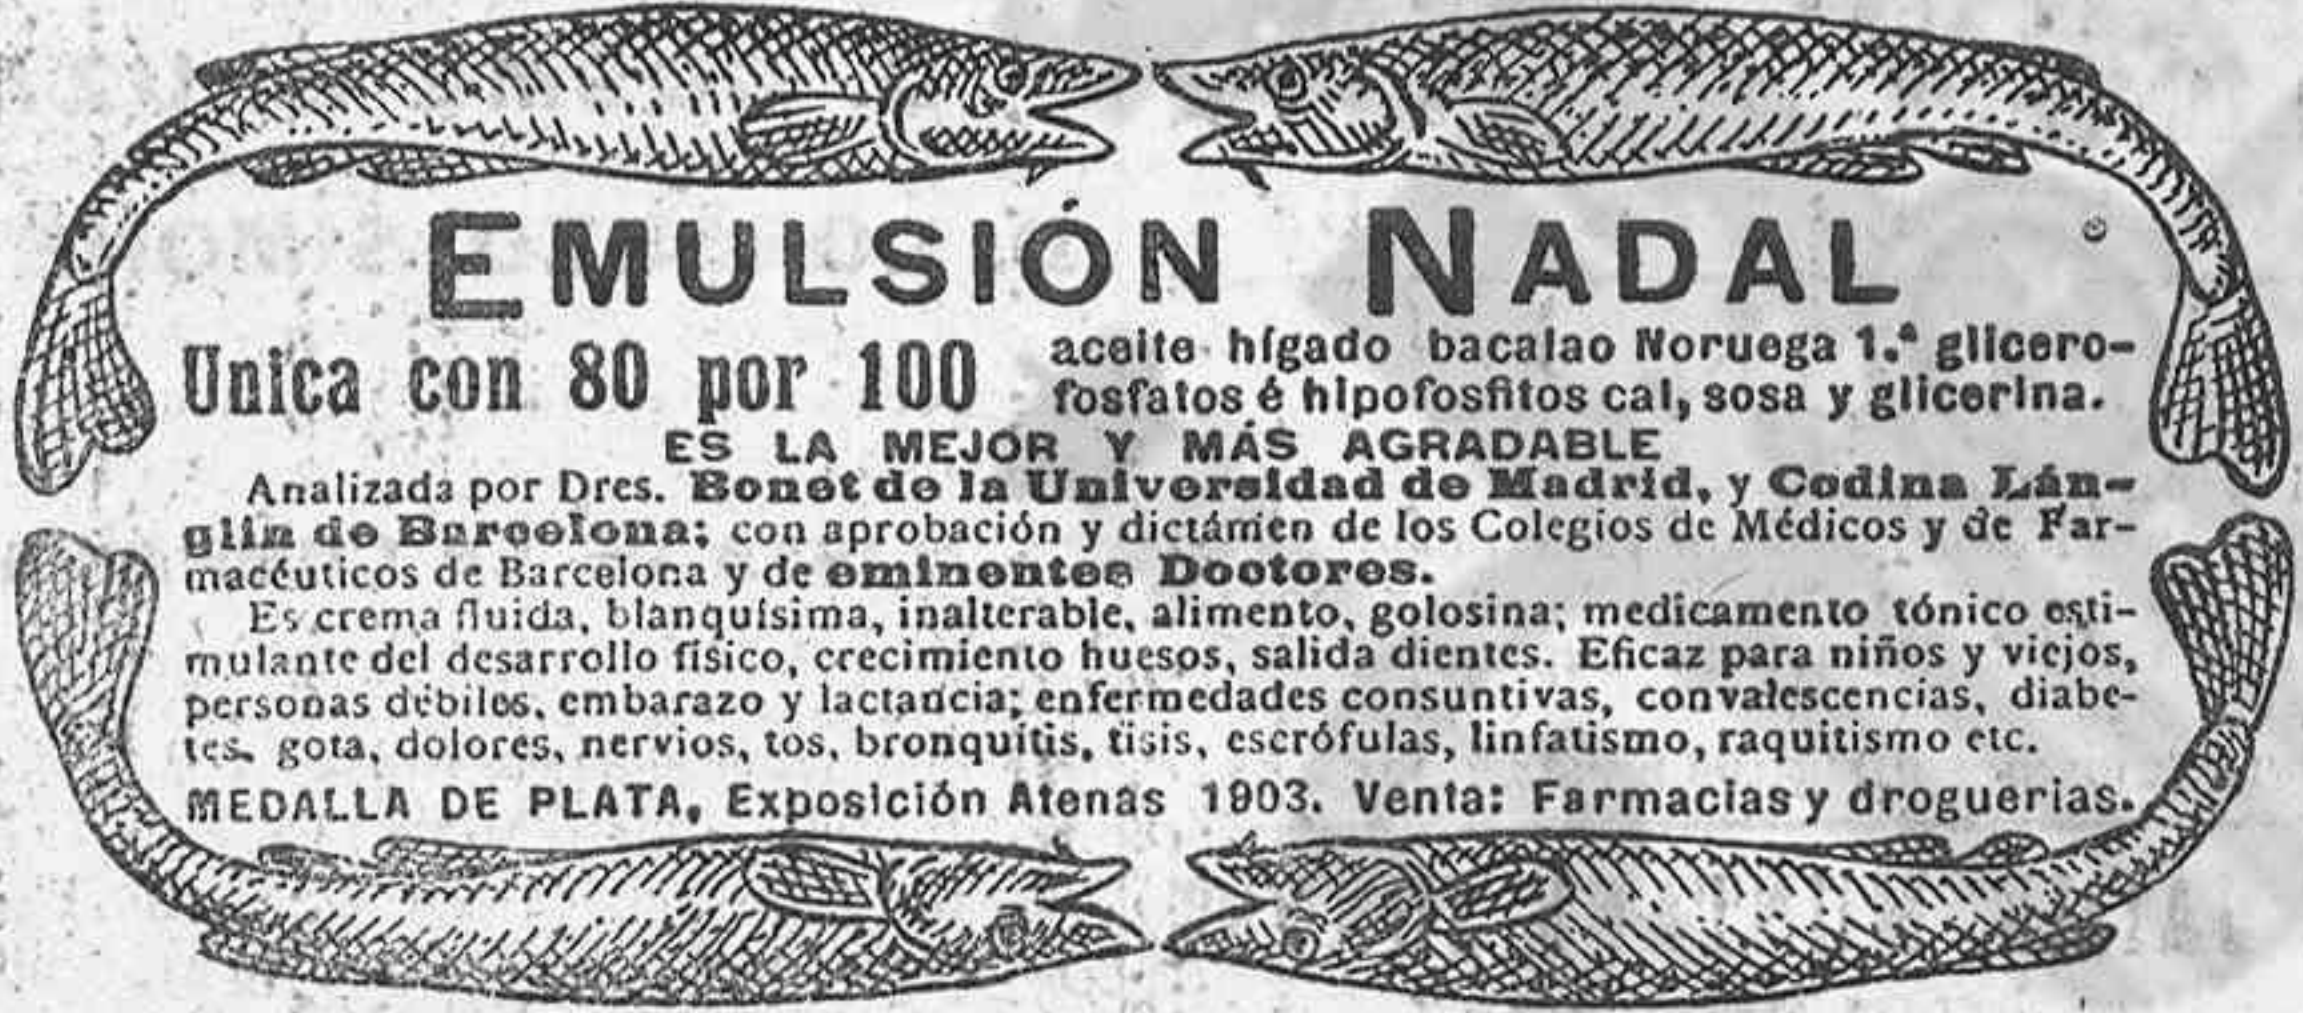 EMULSIÓN NADAL
Unica con 80 por 100 aceite hígado bacalao Noruega 1.ª glicero-
fosfatos é hipofosfitos cal, sosa y glicerina.
ES LA MEJOR Y MÁS AGRADABLE
Analizada por Dres. Bonet de la Universidad de Madrid, y Codina Lán-
glin de Barcelona; con aprobación y dictámen de los Colegios de Médicos y de Far-
macéuticos de Barcelona y de eminentes Doctores.
Es crema fluida, blanquísima, inalterable, alimento, golosina; medicamento tónico esti-
mulante del desarrollo físico, crecimiento huesos, salida dientes. Eficaz para niños y viejos,
personas débiles, embarazo y lactancia; enfermedades consuntivas, convalescencias, diabe-
tes, gota, dolores, nervios, tos, bronquitis, tisis, escrófulas, linfatismo, raquitismo etc.
MEDALLA DE PLATA, Exposición Atenas 1903. Venta: Farmacias y droguerias.